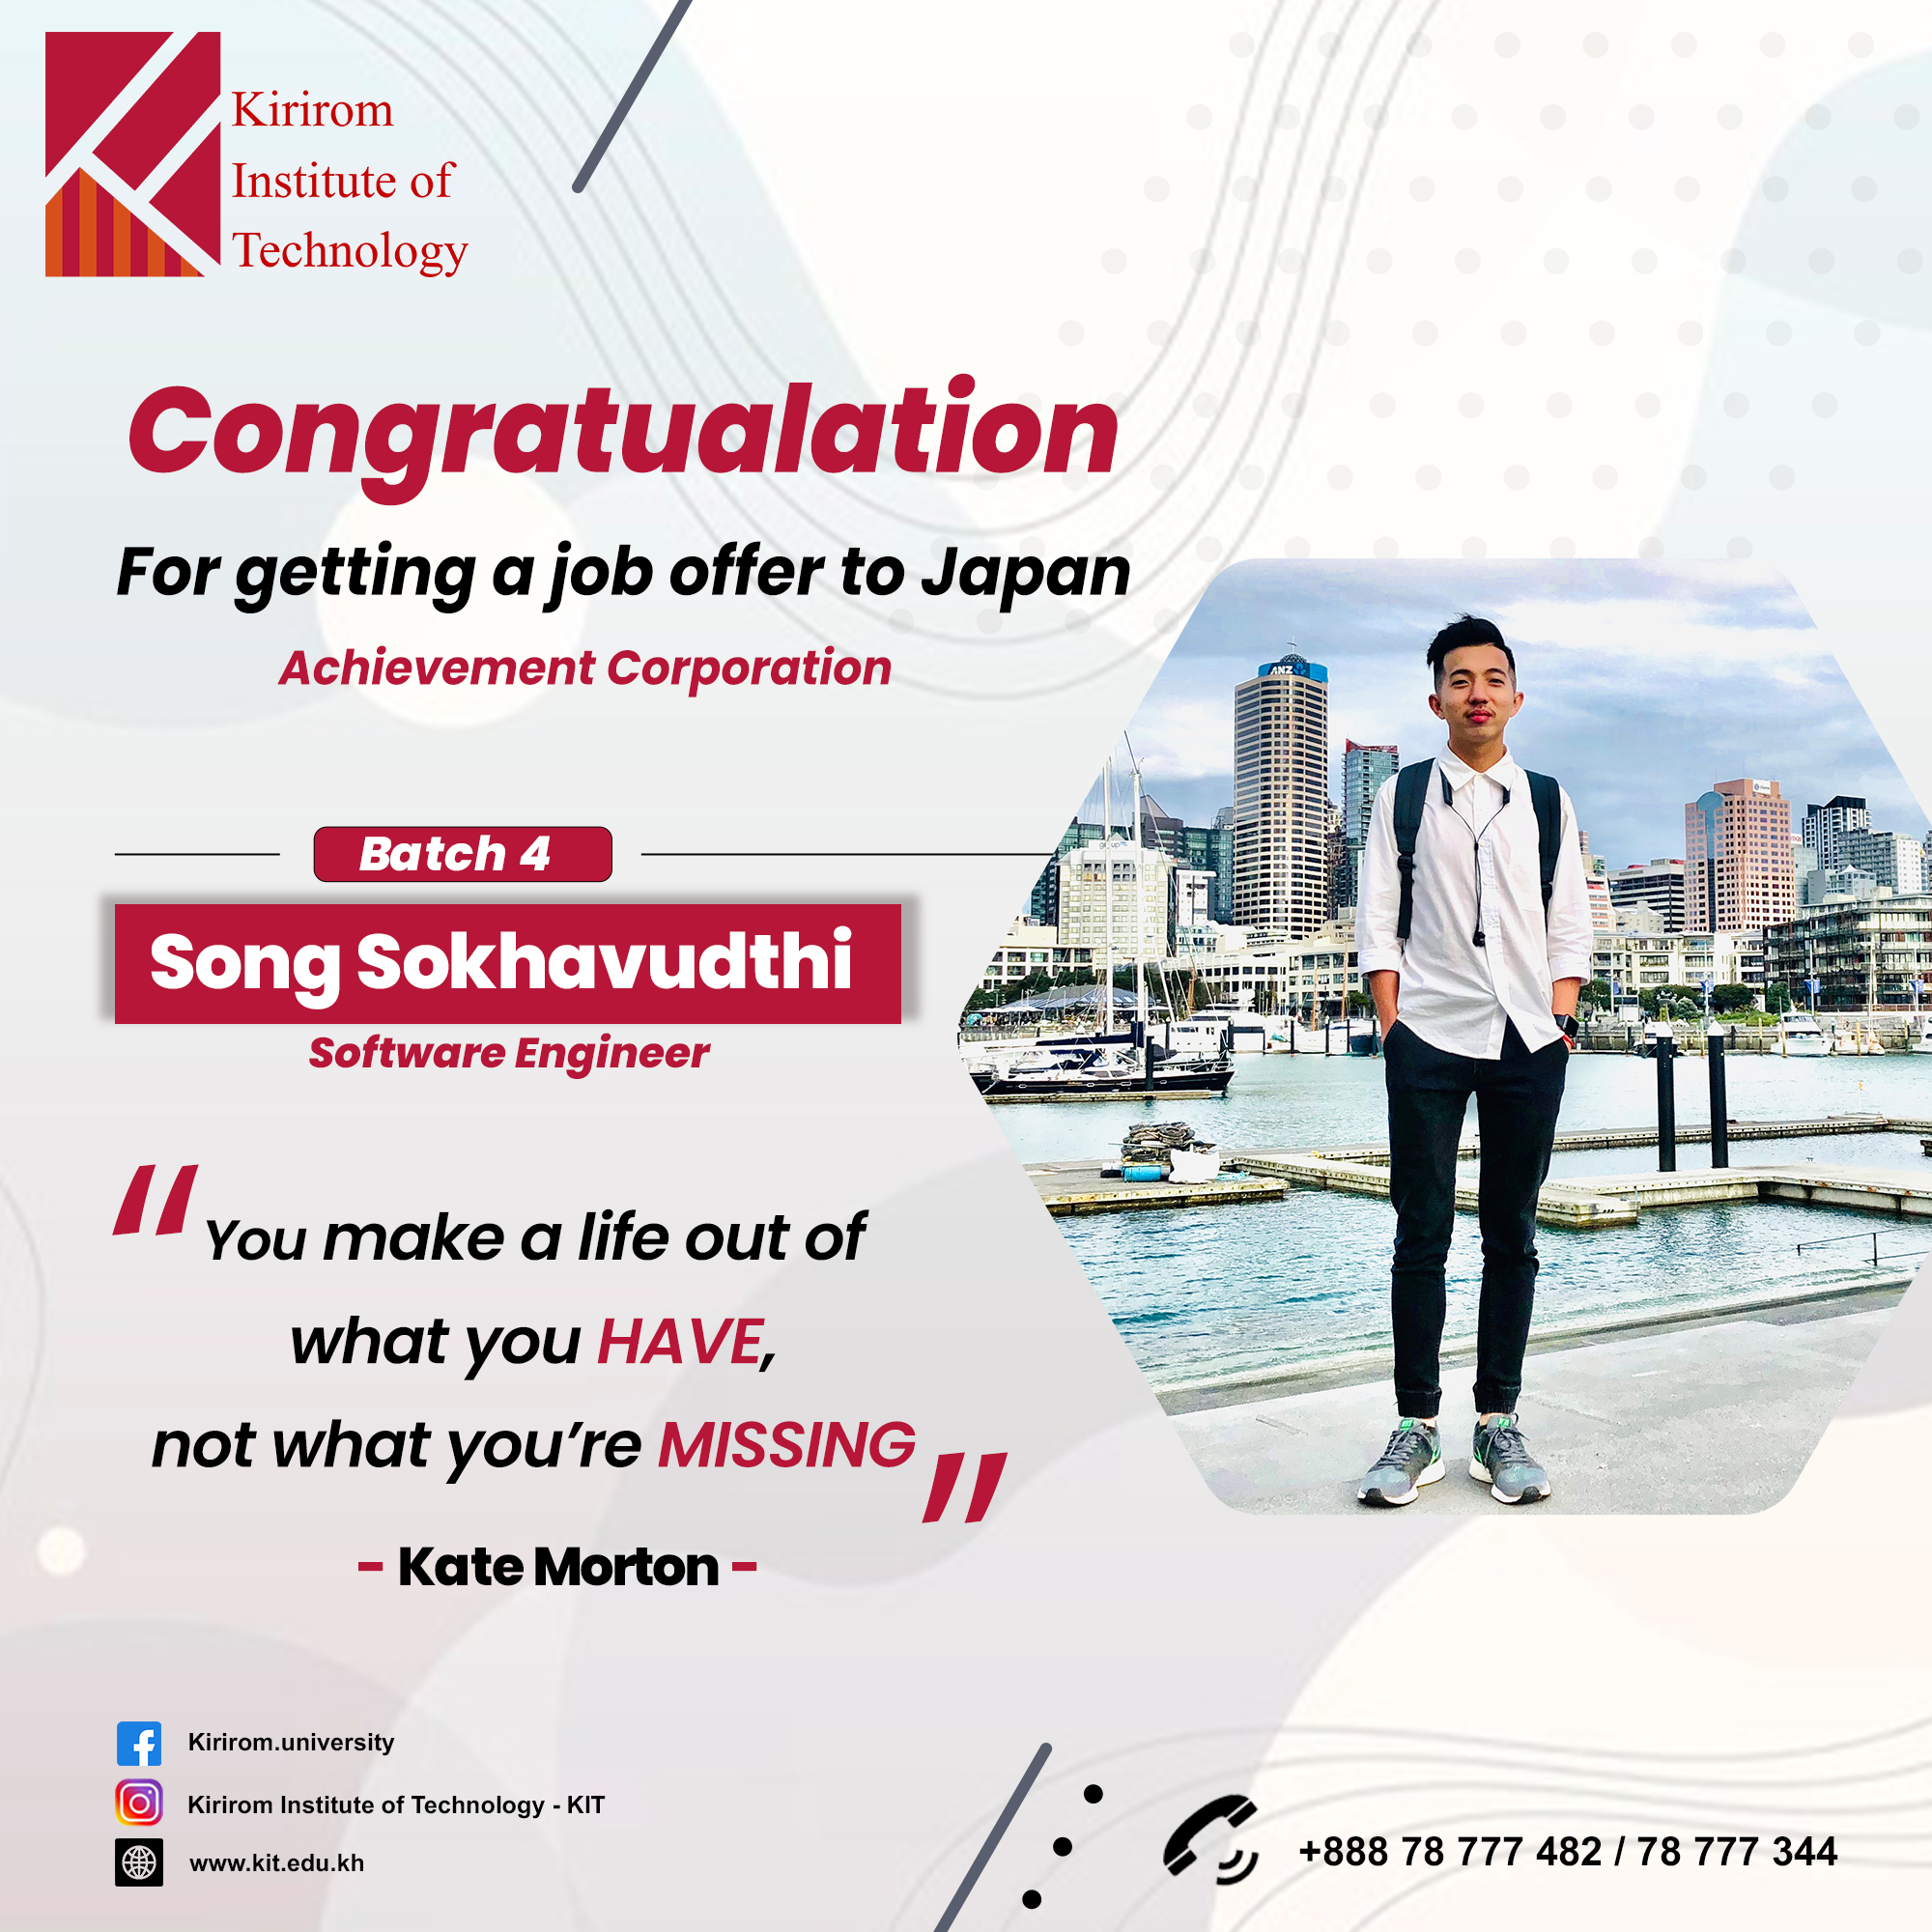 Kirirom
Institute of
Technology
Congratualation
For getting a job offer to Japan
Achievement Corporation
ANZ
Batch 4
Song Sokhavudthi
Software Engineer
"You make a life out of
what you HAVE,
not what you’re MISSING"
- Kate Morton -
Kirirom.university
Kirirom Institute of Technology - KIT
www.kit.edu.kh
+888 78 777 482 / 78 777 344